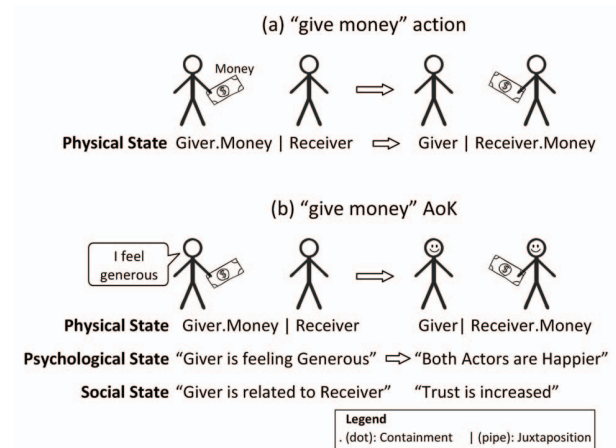 (a) “give money” action
Money
$
$
Physical State Giver.Money | Receiver ⇨ Giver | Receiver.Money
(b) “give money” AoK
I feel
generous
$
$
Physical State Giver.Money | Receiver Giver| Receiver.Money
Psychological State “Giver is feeling Generous” ⇨ “Both Actors are Happier”
Social State “Giver is related to Receiver” “Trust is increased”
Legend
. (dot): Containment | (pipe): Juxtaposition